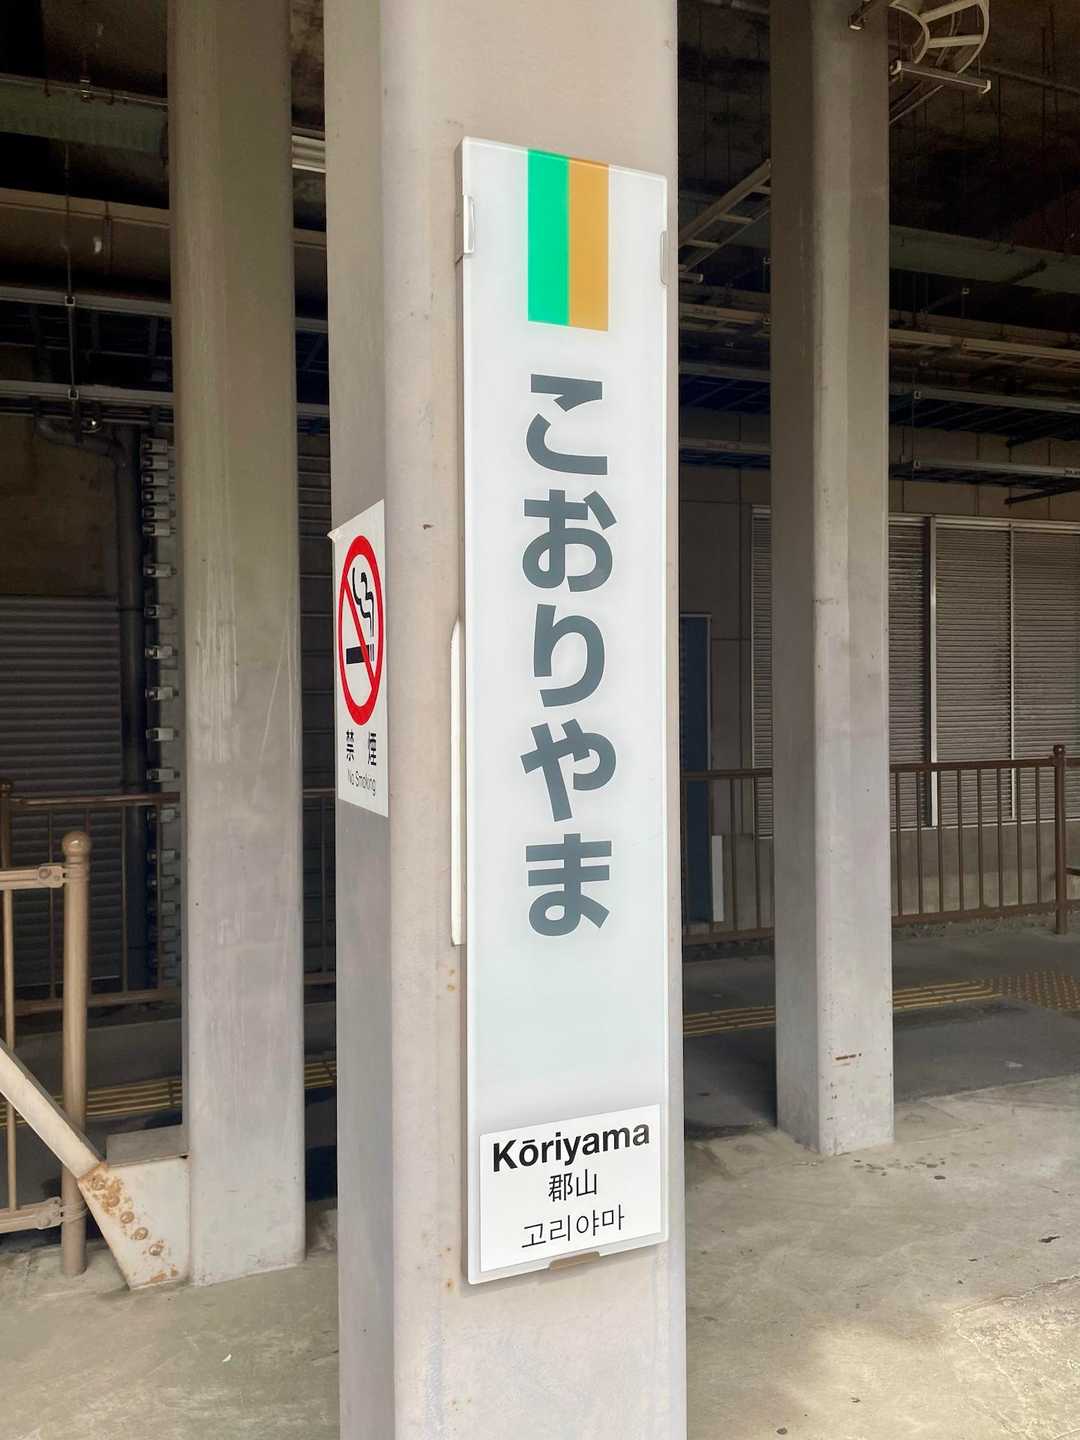 こおりやま
Kōriyama
郡山
고리야마
禁煙
No Smoking